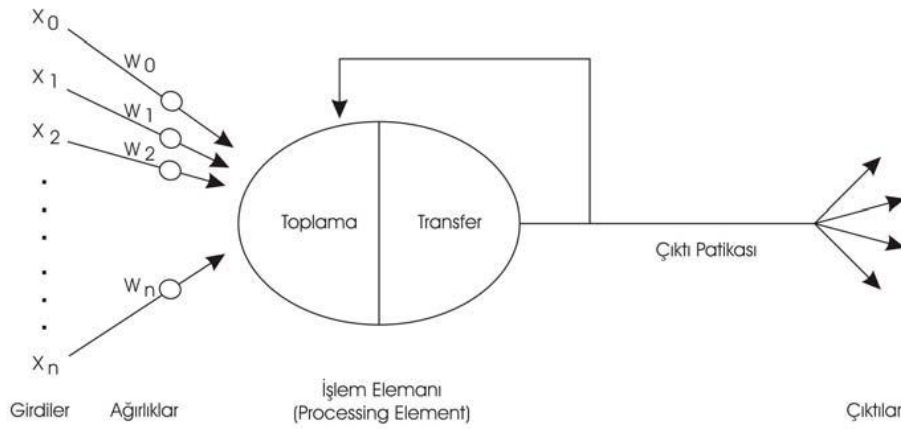 X0
W0
X1
W1
X2
W2
Toplama
Transfer
Çıktı Patikası
Wn
Xn
Girdiler
Ağırlıklar
İşlem Elemanı
(Processing Element)
Çıktılar